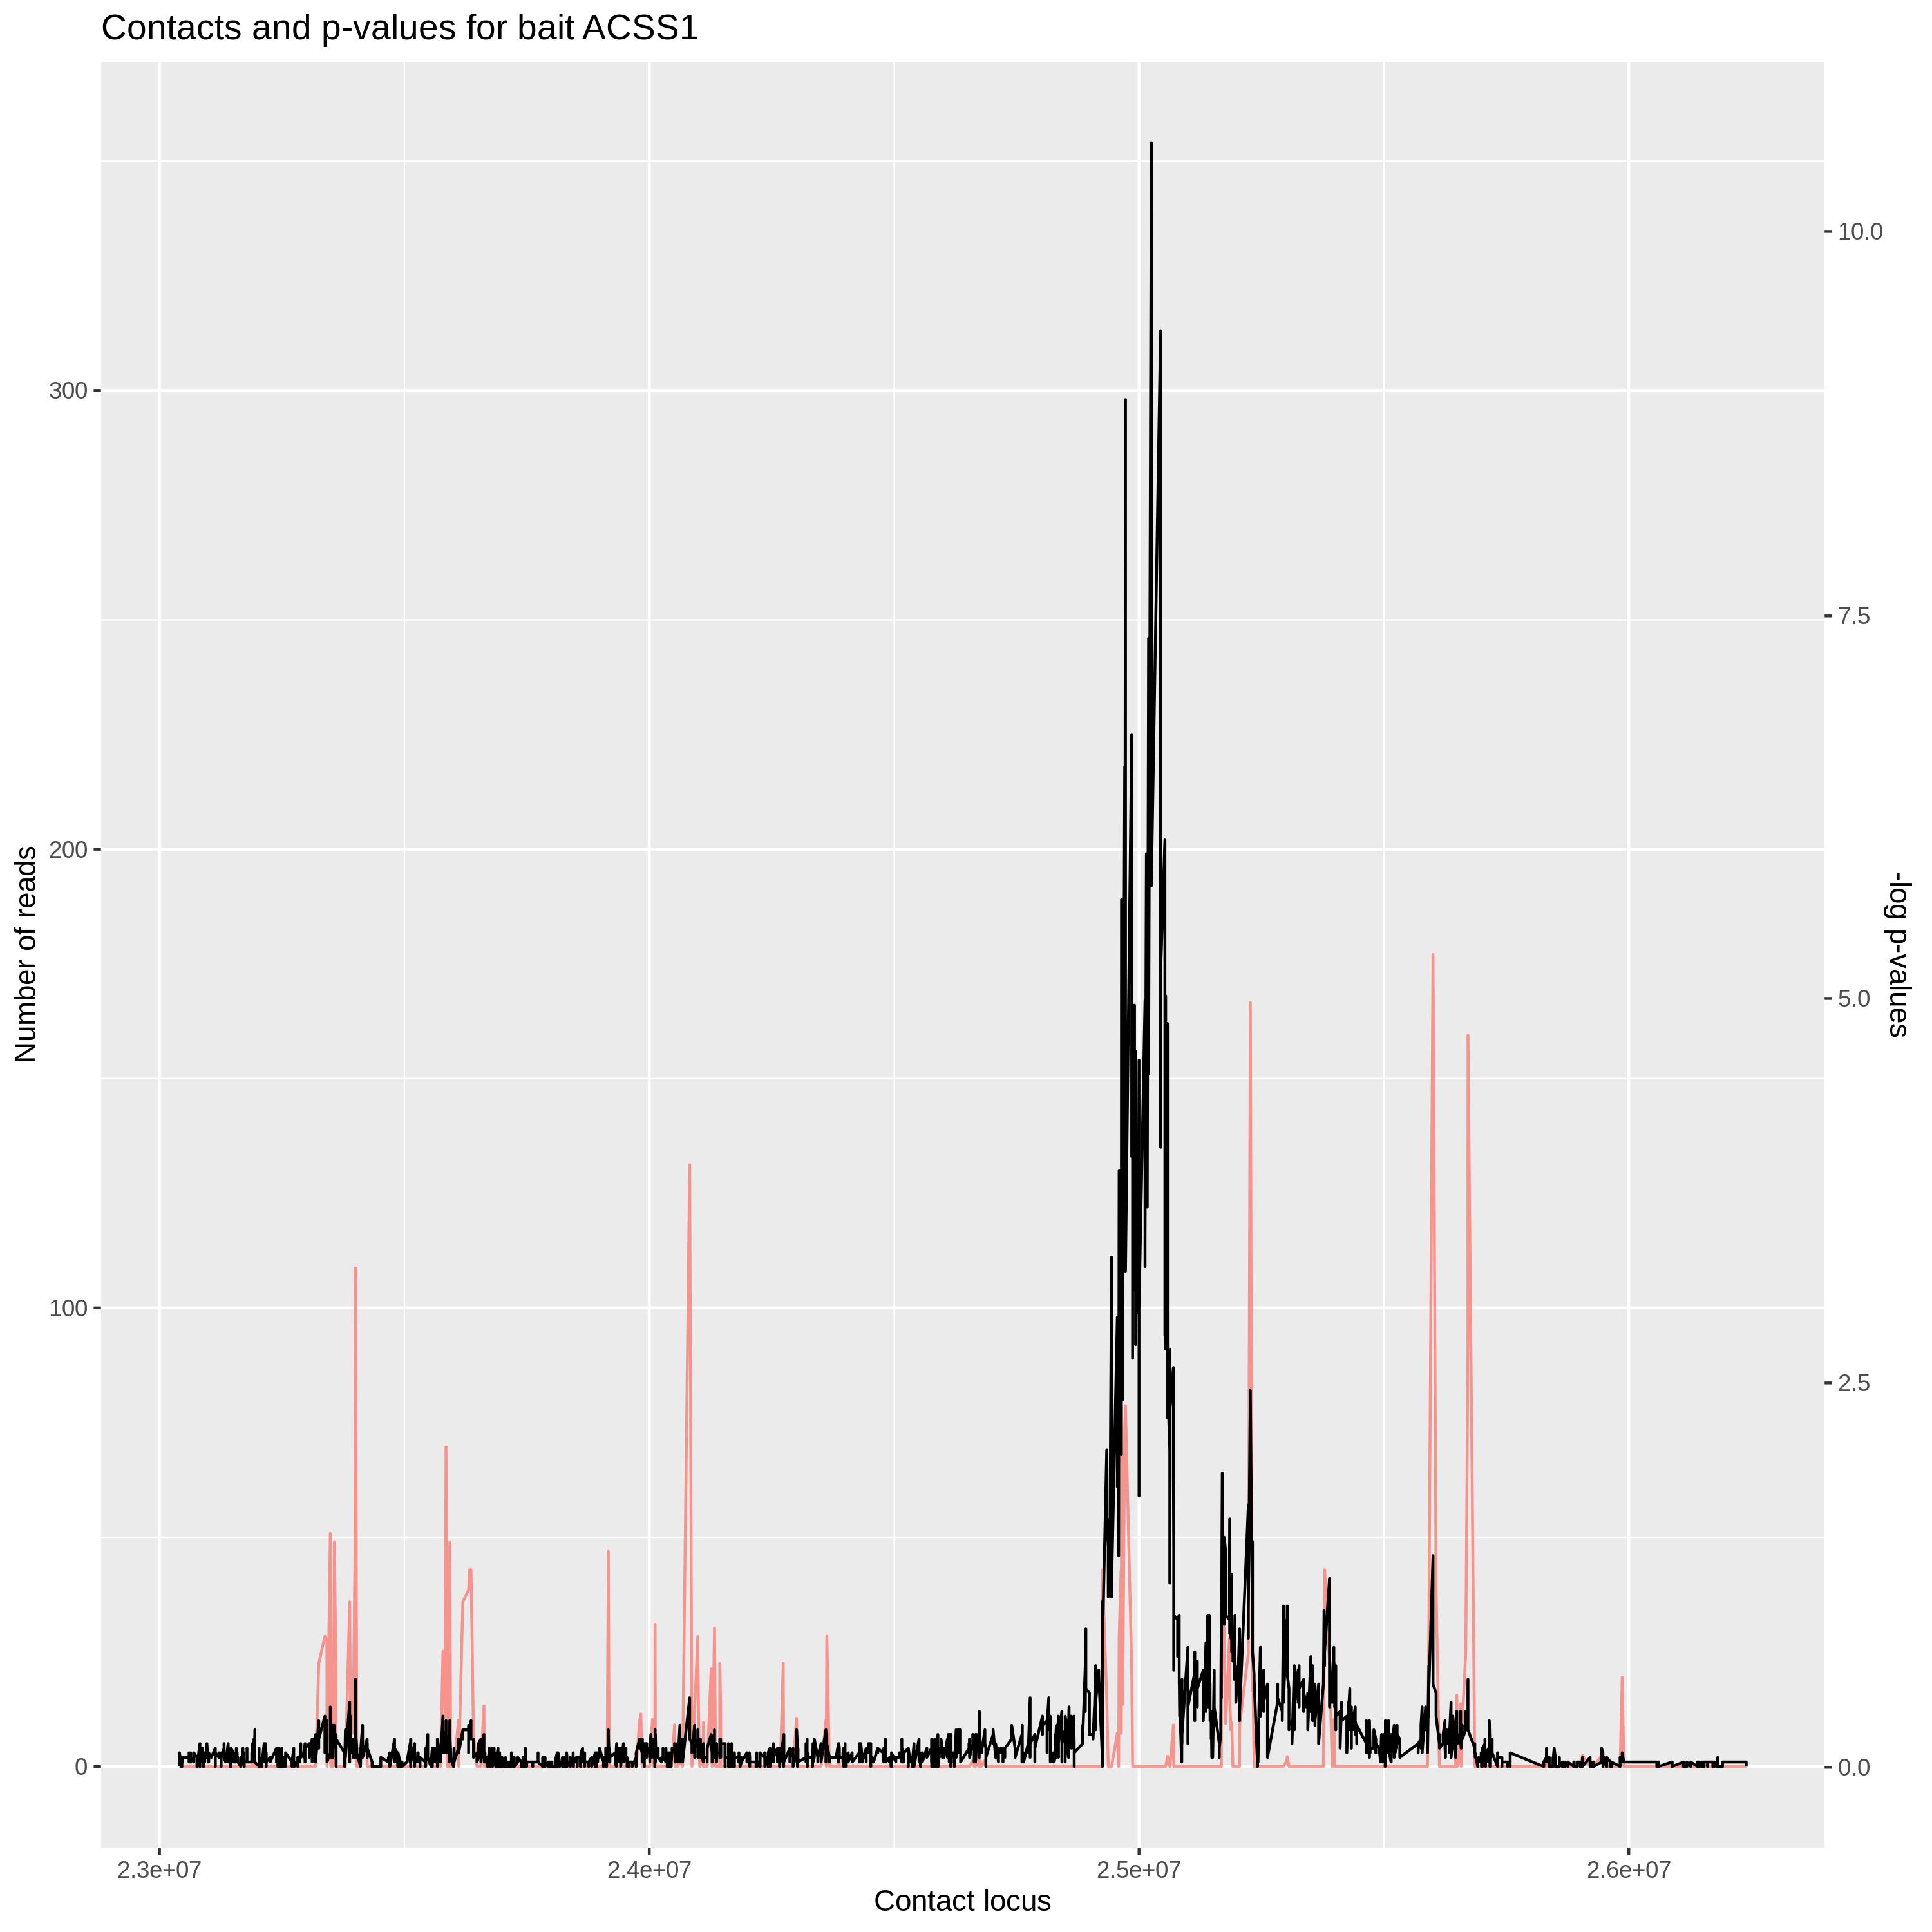 Contacts and p-values for bait ACSS1
300
200
100
0
Number of reads
10.0
7.5
5.0
2.5
0.0
-log p-values
2.3e+07 2.4e+07 2.5e+07 2.6e+07
Contact locus